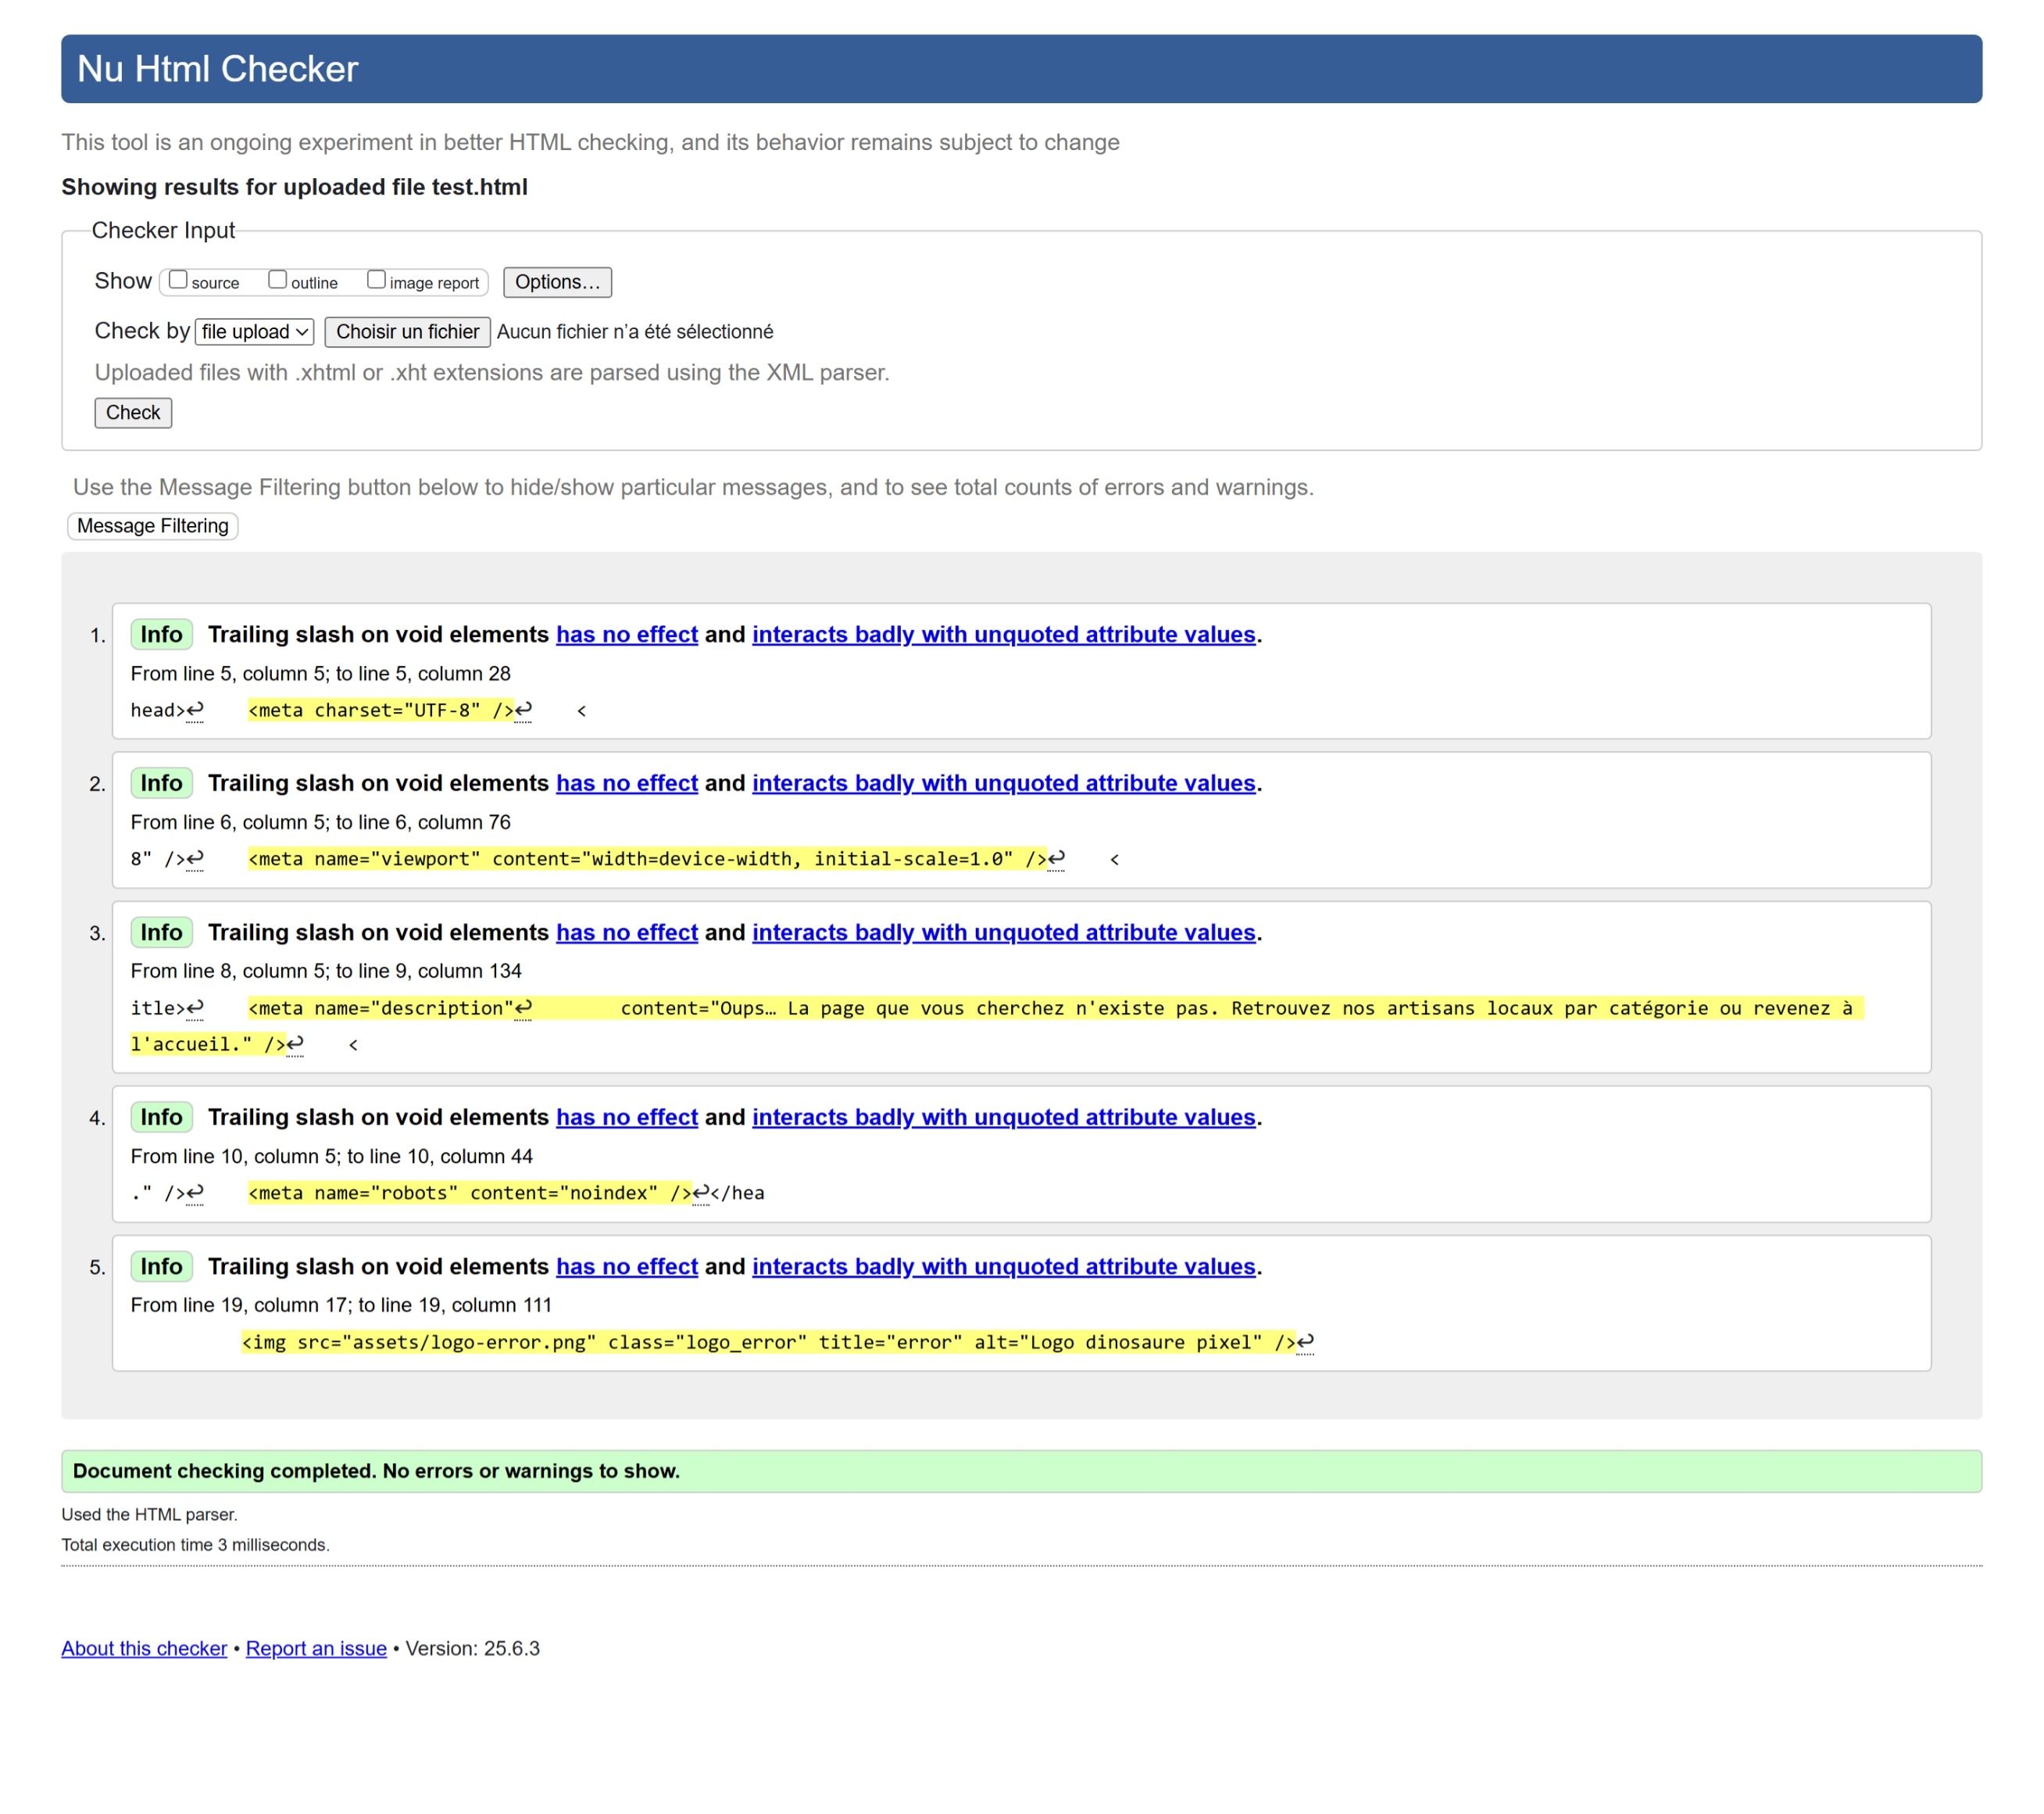 Nu Html Checker
This tool is an ongoing experiment in better HTML checking, and its behavior remains subject to change
Showing results for uploaded file test.html
Checker Input
Show source outline image report Options...
Check by file upload Choisir un fichier Aucun fichier n’a été sélectionné
Uploaded files with .xhtml or .xht extensions are parsed using the XML parser.
Check
Use the Message Filtering button below to hide/show particular messages, and to see total counts of errors and warnings.
Message Filtering
1. Info Trailing slash on void elements has no effect and interacts badly with unquoted attribute values.
From line 5, column 5; to line 5, column 28
head>↩    <meta charset="UTF-8" />↩    <
2. Info Trailing slash on void elements has no effect and interacts badly with unquoted attribute values.
From line 6, column 5; to line 6, column 76
8" />↩    <meta name="viewport" content="width=device-width, initial-scale=1.0" />↩    <
3. Info Trailing slash on void elements has no effect and interacts badly with unquoted attribute values.
From line 8, column 5; to line 9, column 134
itle>↩    <meta name="description"↩        content="Oups… La page que vous cherchez n'existe pas. Retrouvez nos artisans locaux par catégorie ou revenez à
l'accueil." />↩    <
4. Info Trailing slash on void elements has no effect and interacts badly with unquoted attribute values.
From line 10, column 5; to line 10, column 44
." />↩    <meta name="robots" content="noindex" />↩</hea
5. Info Trailing slash on void elements has no effect and interacts badly with unquoted attribute values.
From line 19, column 17; to line 19, column 111
<img src="assets/logo-error.png" class="logo_error" title="error" alt="Logo dinosaure pixel" />↩
Document checking completed. No errors or warnings to show.
Used the HTML parser.
Total execution time 3 milliseconds.
About this checker • Report an issue • Version: 25.6.3